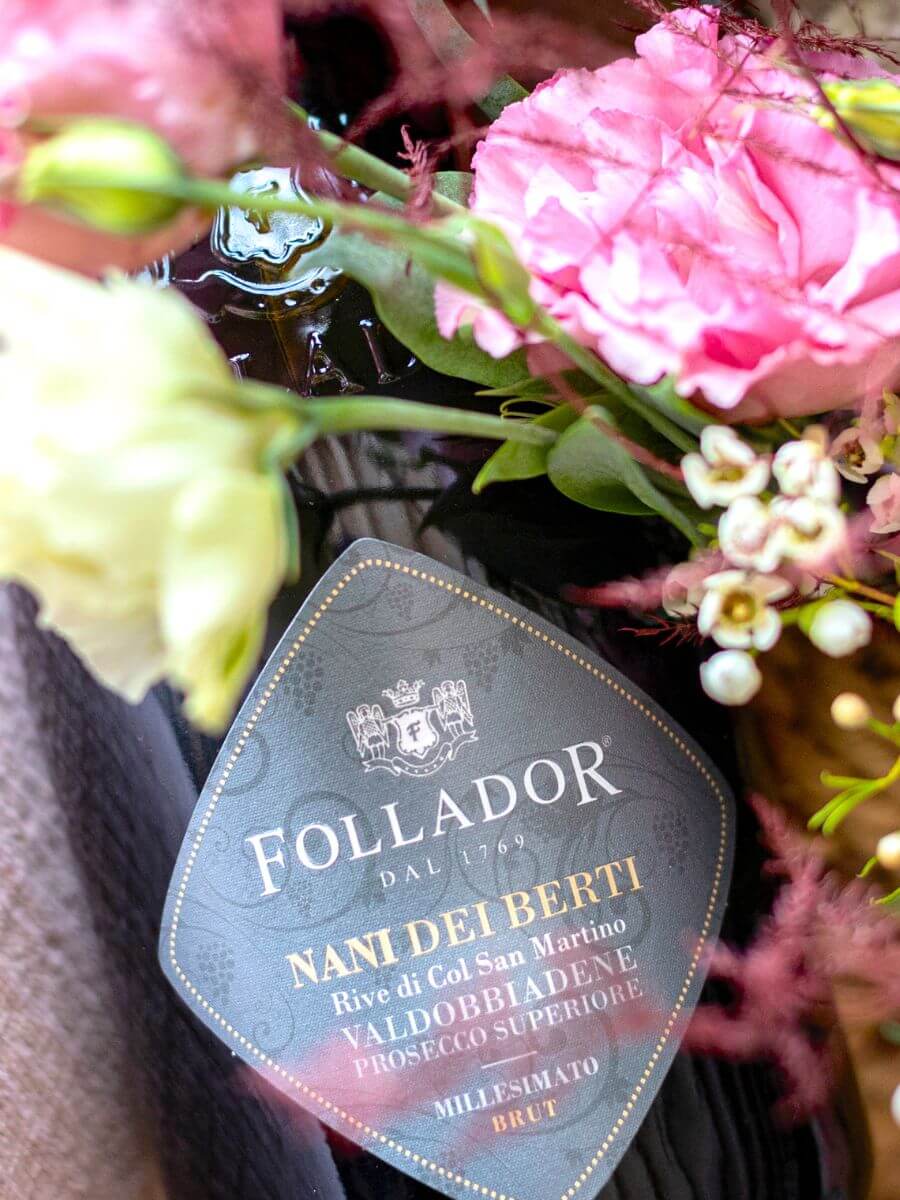 FOLLADOR®
DAL 1769
NANI DEI BERTI
Rive di Col San Martino
VALDOBBIADENE
PROSECCO SUPERIORE
MILLESIMATO
BRUT